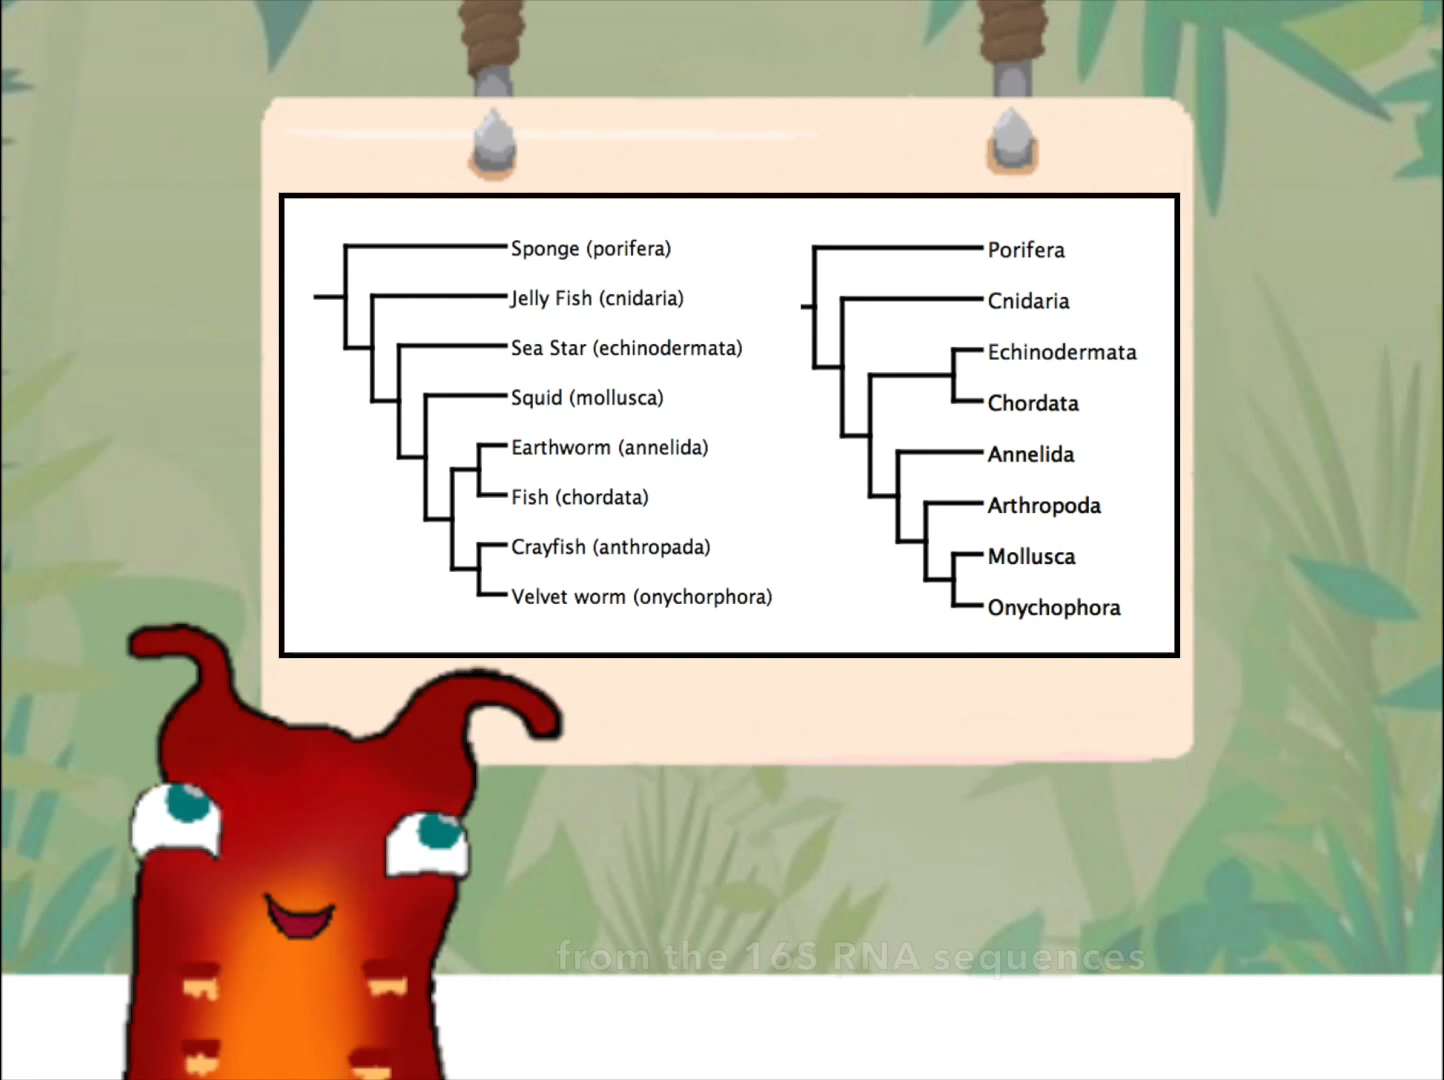 Sponge (porifera)
Jelly Fish (cnidaria)
Sea Star (echinodermata)
Squid (mollusca)
Earthworm (annelida)
Fish (chordata)
Crayfish (anthropada)
Velvet worm (onychorphora)
Porifera
Cnidaria
Echinodermata
Chordata
Annelida
Arthropoda
Mollusca
Onychophora
from the 16S RNA sequences